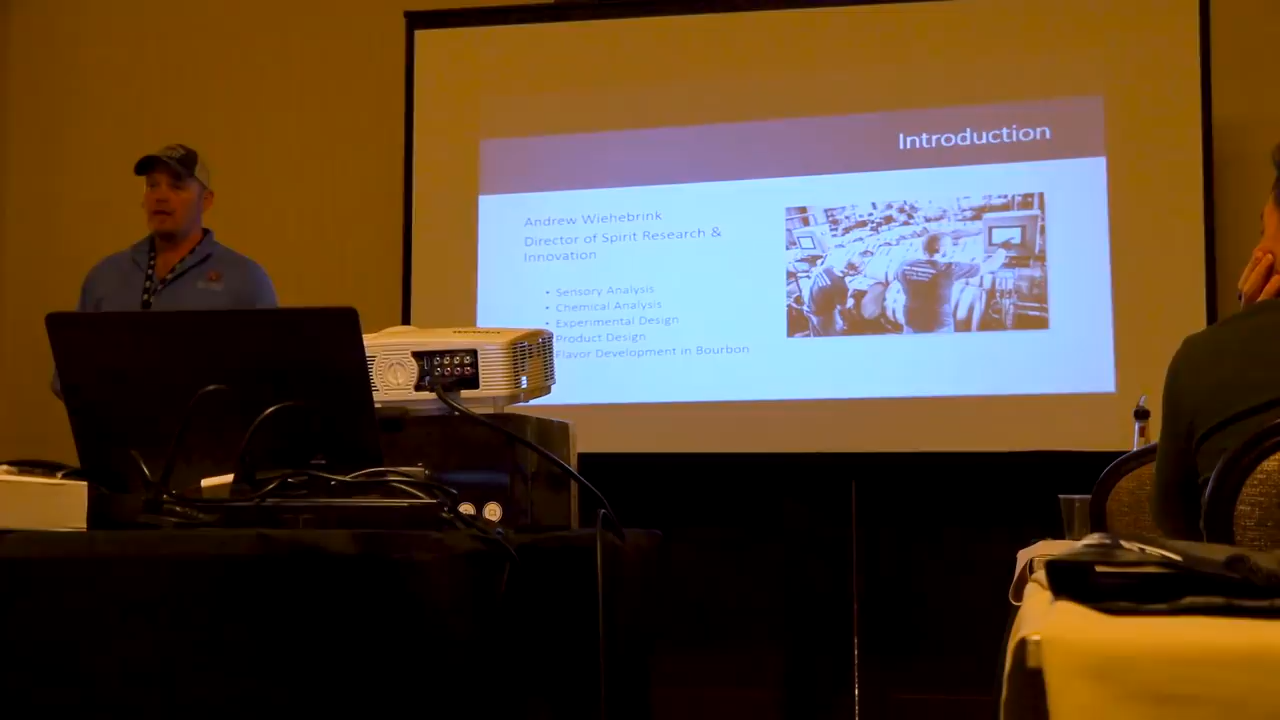 Introduction
Andrew Wiehebrink
Director of Spirit Research &
Innovation
• Sensory Analysis
• Chemical Analysis
• Experimental Design
• Product Design
Flavor Development in Bourbon